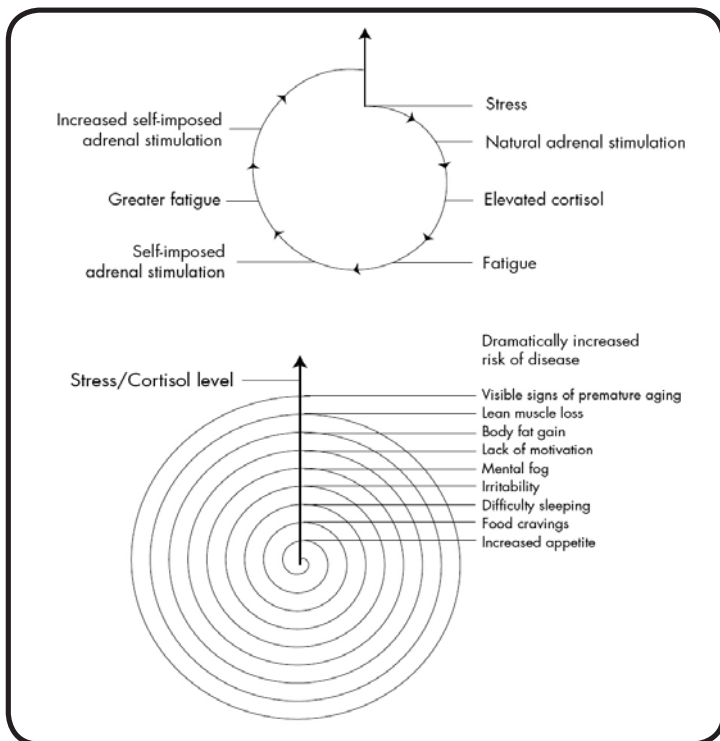 Stress
Increased self-imposed
adrenal stimulation
Natural adrenal stimulation
Greater fatigue
Elevated cortisol
Self-imposed
adrenal stimulation
Fatigue
Dramatically increased
risk of disease
Stress/Cortisol level
Visible signs of premature aging
Lean muscle loss
Body fat gain
Lack of motivation
Mental fog
Irritability
Difficulty sleeping
Food cravings
Increased appetite